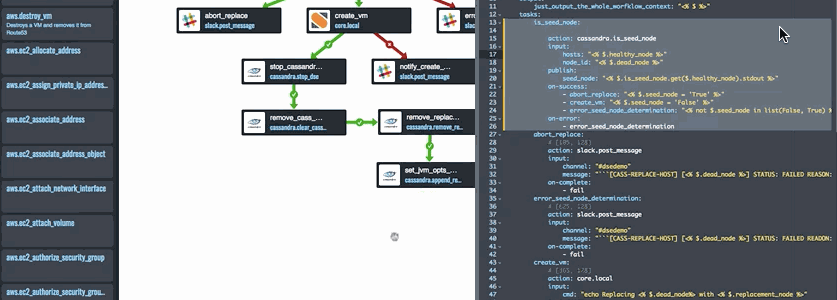 aws.destroy_vm
Destroys a VM and removes it from
Route53
aws.ec2_allocate_address
aws.ec2_assign_private_ip_addres...
aws.ec2_associate_address
aws.ec2_associate_address_object
aws.ec2_attach_network_interface
aws.ec2_attach_volume
aws.ec2_authorize_security_group
aws.ec2_authorize_security_grou...
abort_replace
slack.post_message
create_vm
core.local
slack.post_message
stop_cassandr...
cassandra.stop_dse
notify_create_...
slack.post_message
remove_cass_...
cassandra.clear_cass...
remove_replac...
cassandra.remove_re...
set_jvm_opts_...
cassandra.append_re...
11 just_output_the_whole_worfklow_context: "<% $ %>"
12 tasks:
13 is_seed_node:
14
15 action: cassandra.is_seed_node
16 input:
17 hosts: "<% $.healthy_node %>"
18 node_id: "<% $.dead_node %>"
19 publish:
20 seed_node: "<% $.is_seed_node.get($.healthy_node).stdout %>"
21 on-success:
22 - abort_replace: "<% $.seed_node = 'True' %>"
23 - create_vm: "<% $.seed_node = 'False' %>"
24 - error_seed_node_determination: "<% not $.seed_node in list(False, True) %
25 on-error:
26 - error_seed_node_determination
27 abort_replace:
28 # [105, 128]
29 action: slack.post_message
30 input:
31 channel: "#dsedemo"
32 message: "```[CASS-REPLACE-HOST] [<% $.dead_node %>] STATUS: FAILED REASON:
33 on-complete:
34 - fail
35 error_seed_node_determination:
36 # [625, 128]
37 action: slack.post_message
38 input:
39 channel: "#dsedemo"
40 message: "```[CASS-REPLACE-HOST] [<% $.dead_node %>] STATUS: FAILED REASON:
41 on-complete:
42 - fail
43 create_vm:
44 # [365, 128]
45 action: core.local
46 input:
47 cmd: "echo Replacing <% $.dead_node%> with <% $.replacement_node %>"